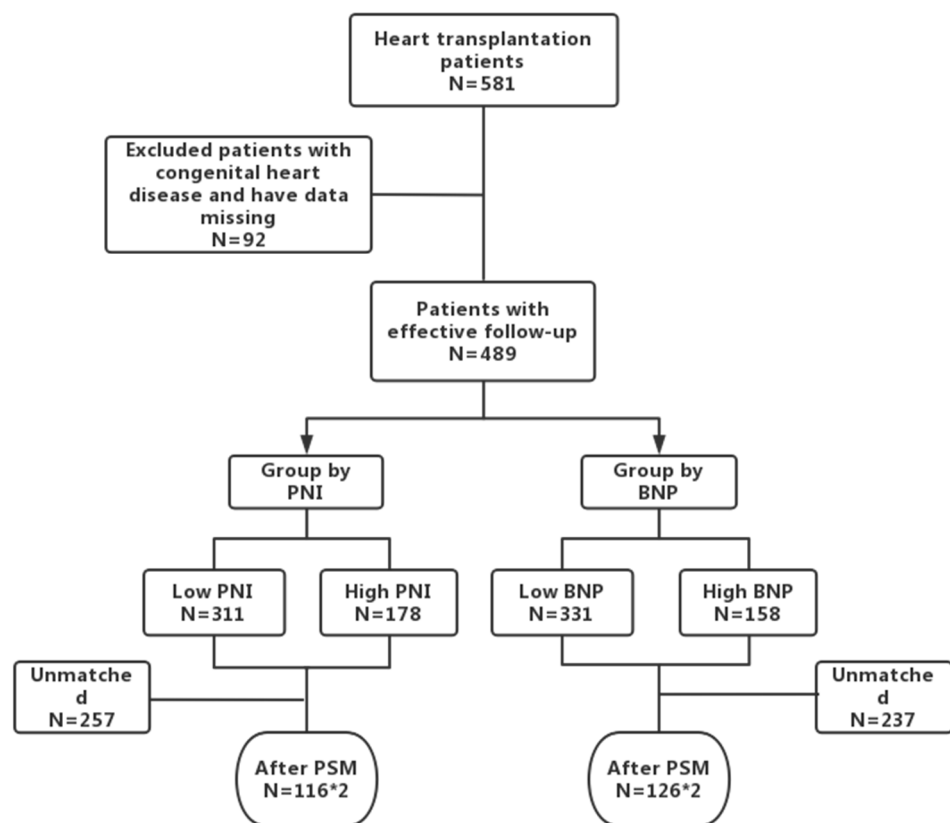 Heart transplantation
patients
N=581
Excluded patients with
congenital heart
disease and have data
missing
N=92
Patients with
effective follow-up
N=489
Group by
PNI
Group by
BNP
Low PNI
N=311
High PNI
N=178
Low BNP
N=331
High BNP
N=158
Unmatche
d
N=257
Unmatche
d
N=237
After PSM
N=116*2
After PSM
N=126*2